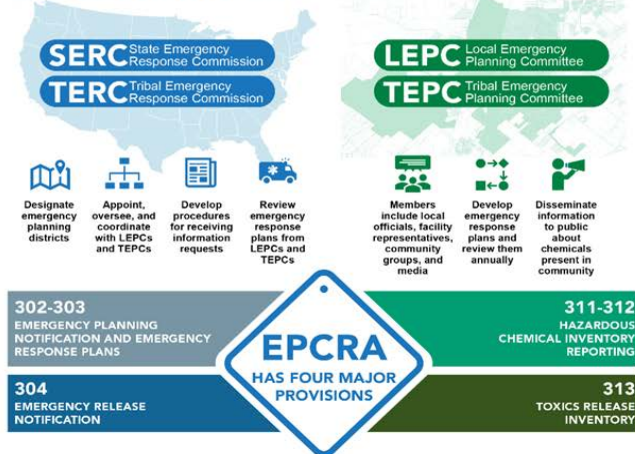 SERC State Emergency
Response Commission
TERC Tribal Emergency
Response Commission
LEPC Local Emergency
Planning Committee
TEPC Tribal Emergency
Planning Committee
Designate
emergency
planning
districts
Appoint,
oversee, and
coordinate
with LEPCs
and TEPCs
Develop
procedures
for receiving
information
requests
Review
emergency
response
plans from
LEPCs and
TEPCs
Members
include local
officials, facility
representatives,
community
groups, and
media
Develop
emergency
response
plans and
review them
annually
Disseminate
information
to public
about
chemicals
present in
community
302-303
EMERGENCY PLANNING
NOTIFICATION AND EMERGENCY
RESPONSE PLANS
311-312
HAZARDOUS
CHEMICAL INVENTORY
REPORTING
EPCRA
HAS FOUR MAJOR
PROVISIONS
304
EMERGENCY RELEASE
NOTIFICATION
313
TOXICS RELEASE
INVENTORY